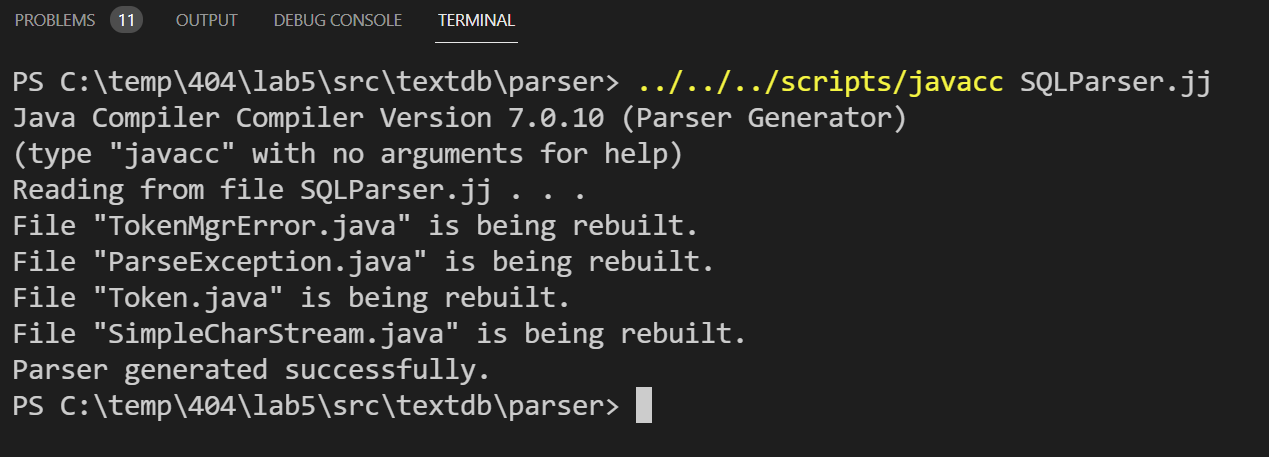 PROBLEMS 11 OUTPUT DEBUG CONSOLE TERMINAL
PS C:\temp\404\lab5\src\textdb\parser> ../../../scripts/javacc SQLParser.jj
Java Compiler Compiler Version 7.0.10 (Parser Generator)
(type "javacc" with no arguments for help)
Reading from file SQLParser.jj . . .
File "TokenMgrError.java" is being rebuilt.
File "ParseException.java" is being rebuilt.
File "Token.java" is being rebuilt.
File "SimpleCharStream.java" is being rebuilt.
Parser generated successfully.
PS C:\temp\404\lab5\src\textdb\parser>